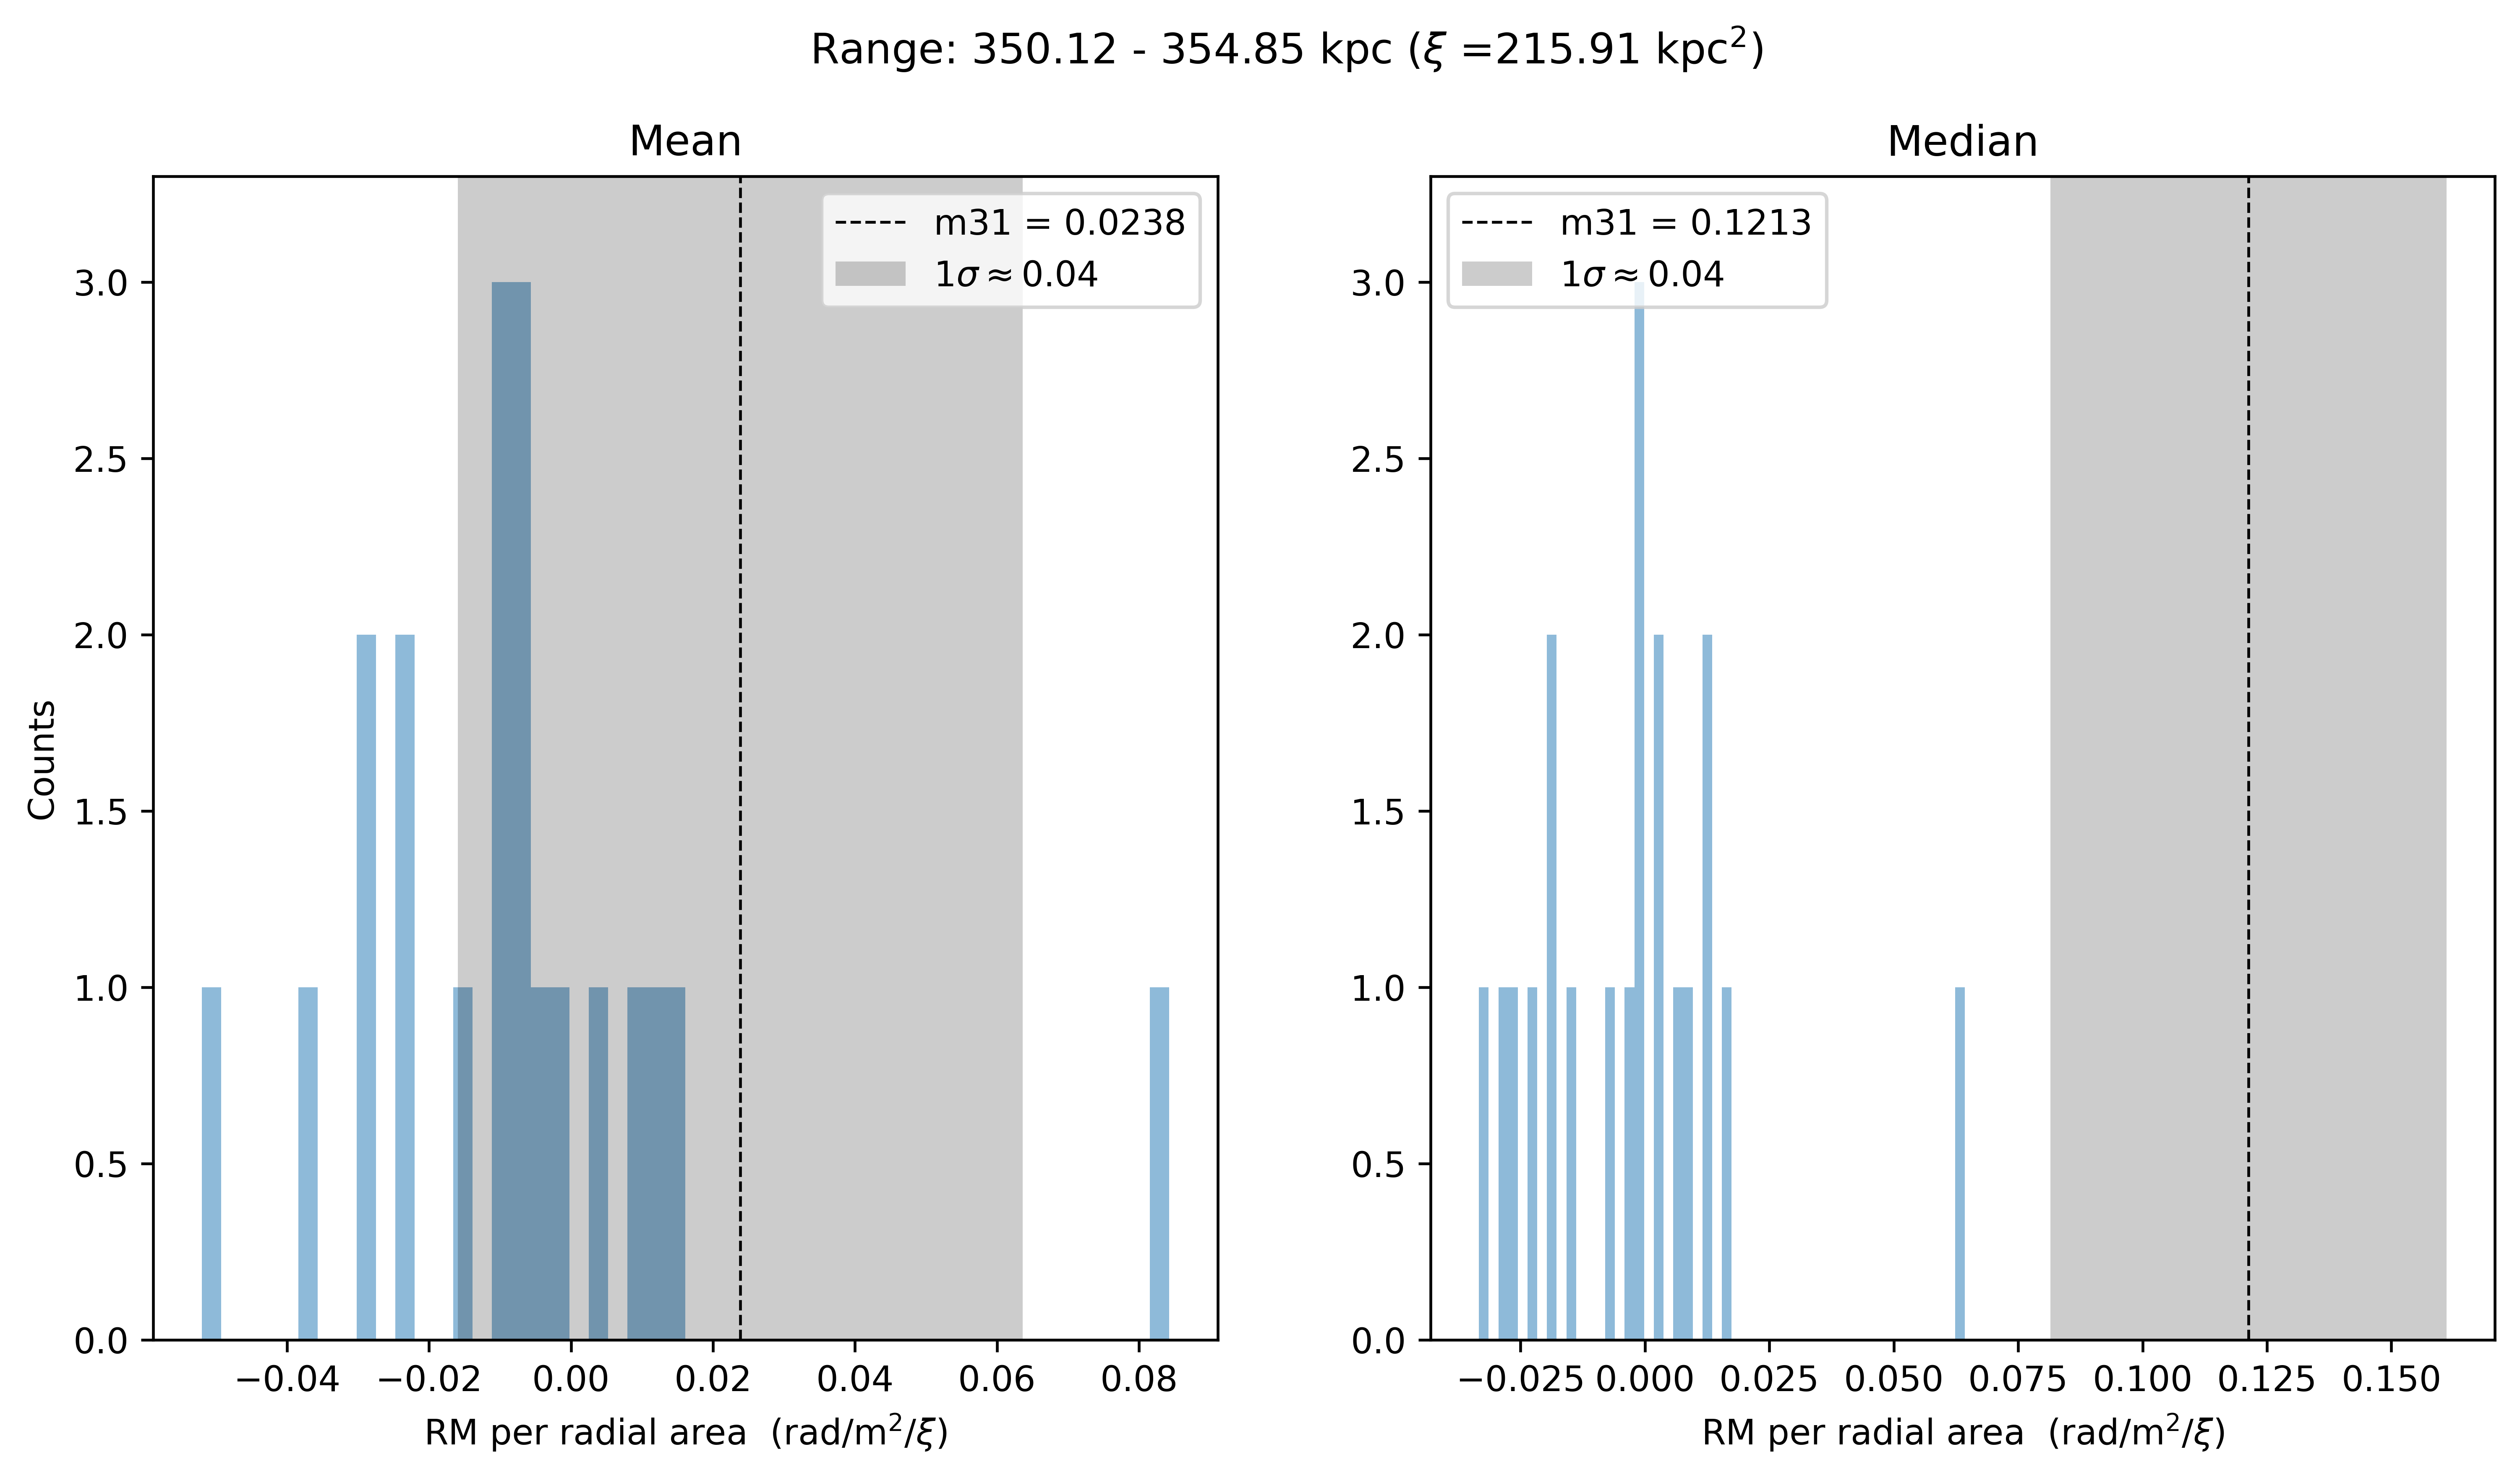 Range: 350.12 - 354.85 kpc (ξ =215.91 kpc²)
Mean
m31 = 0.0238
1σ ≈ 0.04
3.0
2.5
2.0
1.5
1.0
0.5
0.0
Counts
−0.04 −0.02 0.00 0.02 0.04 0.06 0.08
RM per radial area (rad/m²/ξ)
Median
m31 = 0.1213
1σ ≈ 0.04
3.0
2.5
2.0
1.5
1.0
0.5
0.0
−0.025 0.000 0.025 0.050 0.075 0.100 0.125 0.150
RM per radial area (rad/m²/ξ)